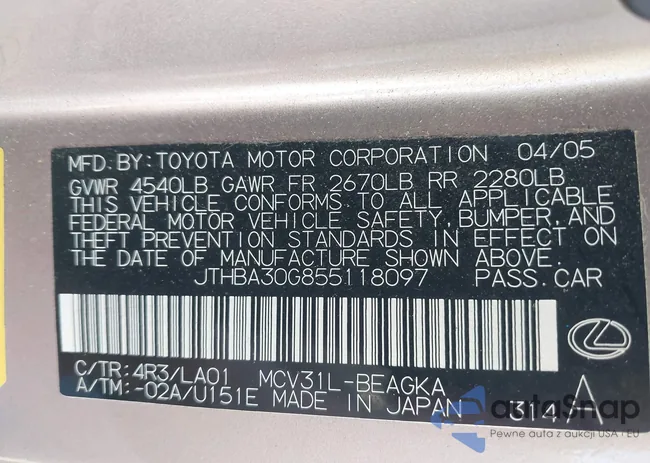 MFD. BY: TOYOTA MOTOR CORPORATION 04/05
GVWR 4540LB GAWR FR 2670LB RR 2280LB
THIS VEHICLE CONFORMS TO ALL APPLICABLE
FEDERAL MOTOR VEHICLE SAFETY, BUMPER, AND
THEFT PREVENTION STANDARDS IN EFFECT ON
THE DATE OF MANUFACTURE SHOWN ABOVE.
JTHBA30G855118097 PASS.CAR
C/TR: 4R3/LA01 MCV31L-BEAGKA
A/TM: -02A/U151E MADE IN JAPAN 314
autaSnap
Pewne auta z aukcji USA i EU